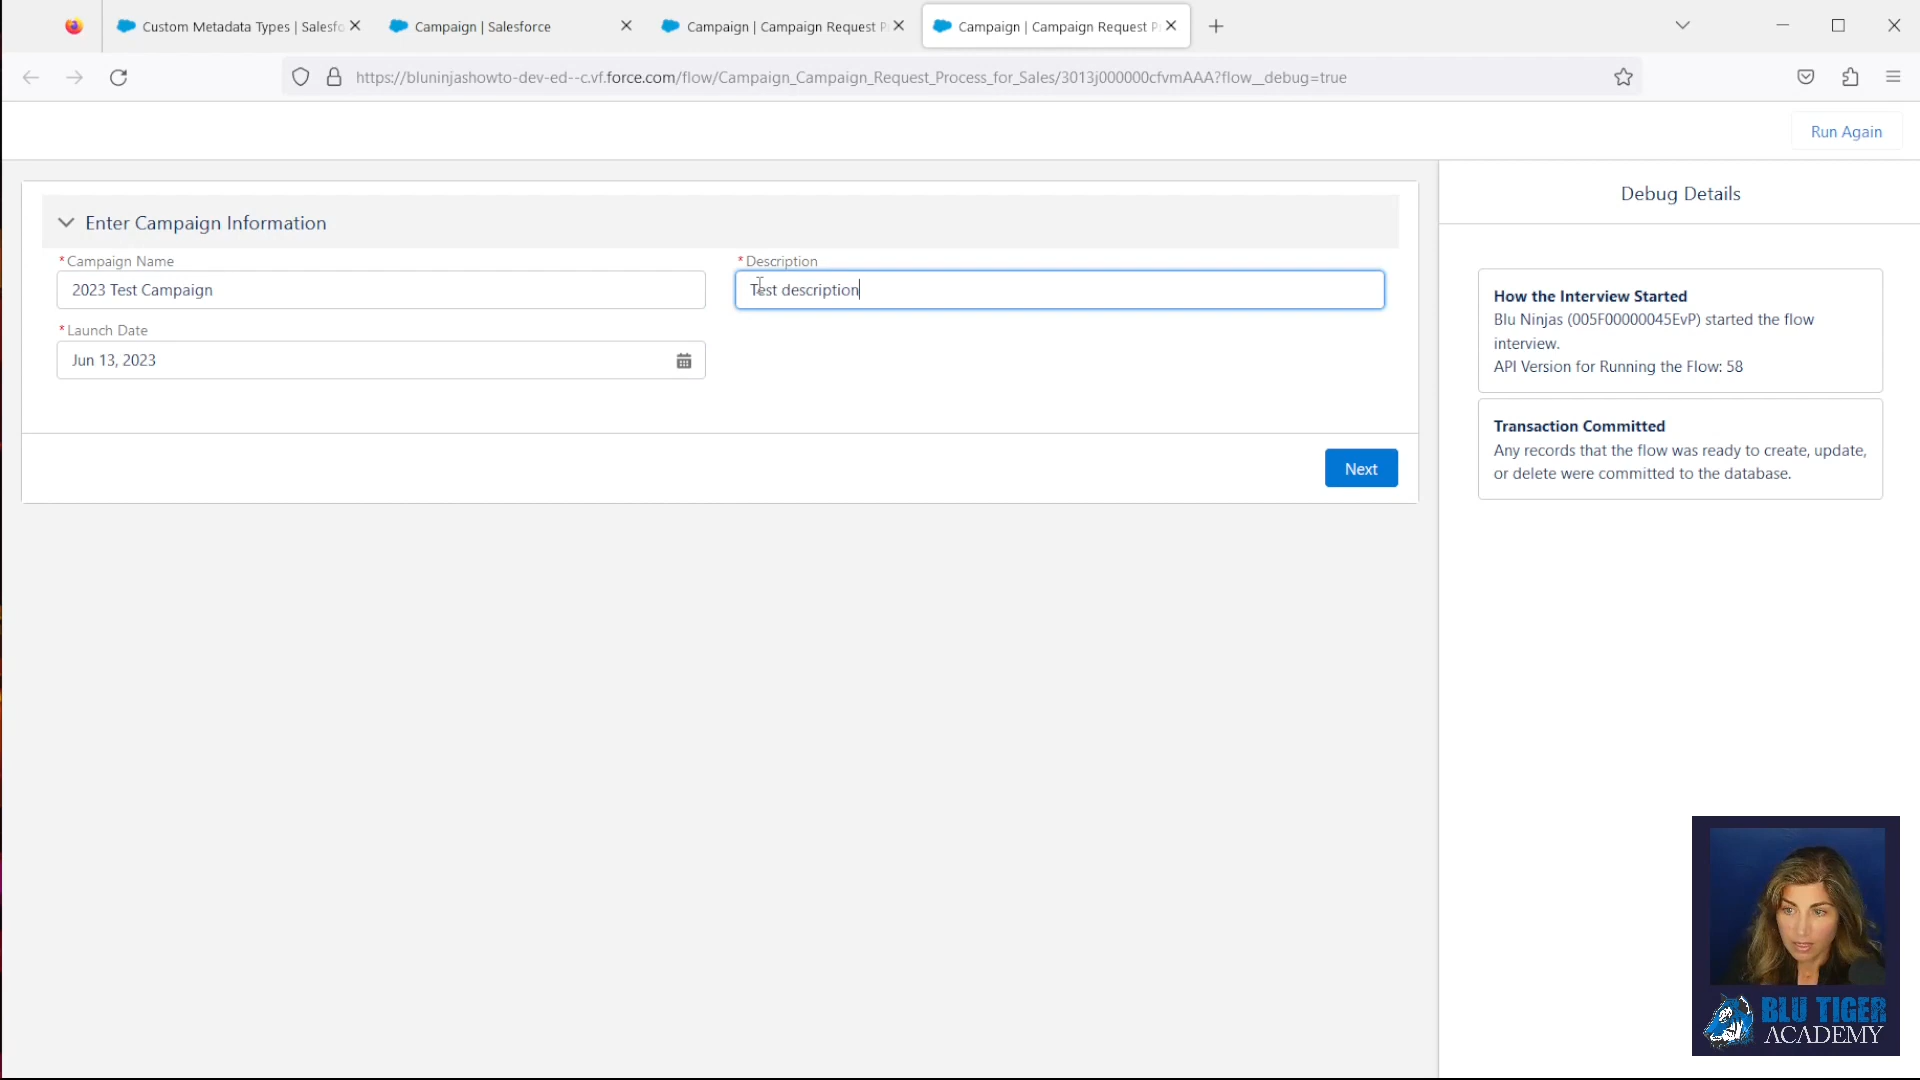 Custom Metadata Types | Salesfo
Campaign | Salesforce
Campaign | Campaign Request P
Campaign | Campaign Request P
https://bluninjashowto-dev-ed--c.vf.force.com/flow/Campaign_Campaign_Request_Process_for_Sales/3013j000000cfvmAAA?flow__debug=true
Run Again
Debug Details
Enter Campaign Information
*Campaign Name
2023 Test Campaign
*Description
Test description
*Launch Date
Jun 13, 2023
Next
How the Interview Started
Blu Ninjas (005F00000045EvP) started the flow
interview.
API Version for Running the Flow: 58
Transaction Committed
Any records that the flow was ready to create, update,
or delete were committed to the database.
BLU TIGER
ACADEMY